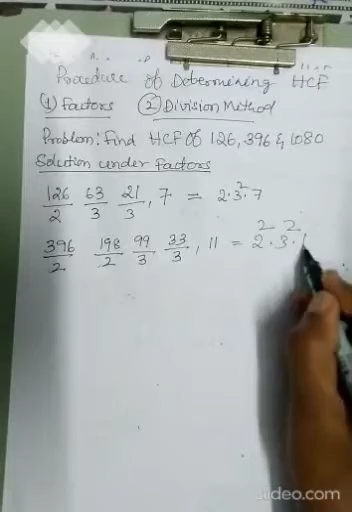 Procedure of Determining HCF
① Factors ② Division Method
Problem: Find HCF Of 126, 396 & 1080
Solution under factors
126/2 63/3 21/3, 7 = 2·3²·7
396/2 198/2 99/3 33/3, 11 = 2²·3²·
slideo.com